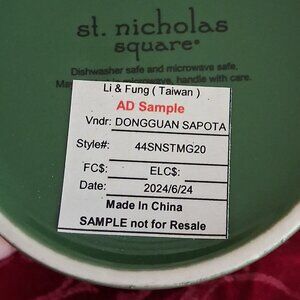 st. nicholas
square®
Dishwasher safe and microwave safe.
microwave, handle with care.
Li & Fung ( Taiwan )
AD Sample
Vndr: DONGGUAN SAPOTA
Style#: 44SNSTMG20
FC$: ELC$:
Date: 2024/6/24
Made In China
SAMPLE not for Resale